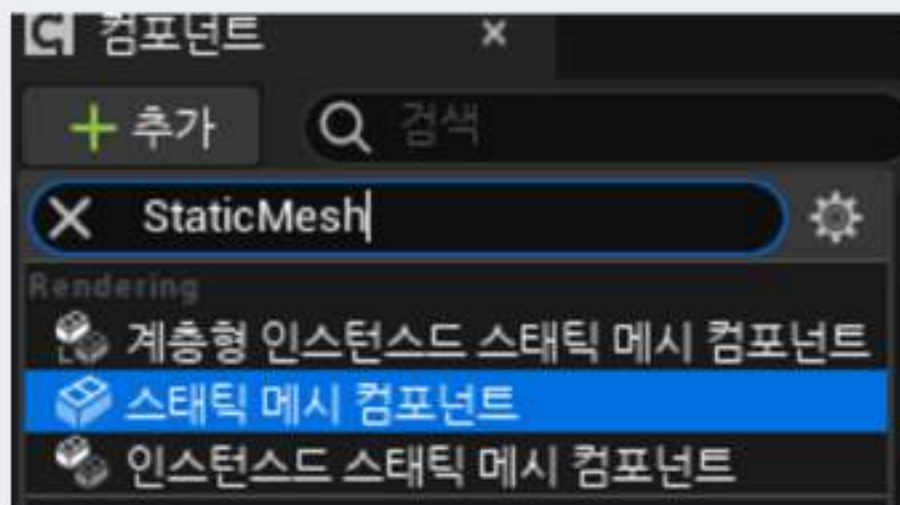 컴포넌트
추가 검색
StaticMesh
Rendering
계층형 인스턴스드 스태틱 메시 컴포넌트
스태틱 메시 컴포넌트
인스턴스드 스태틱 메시 컴포넌트